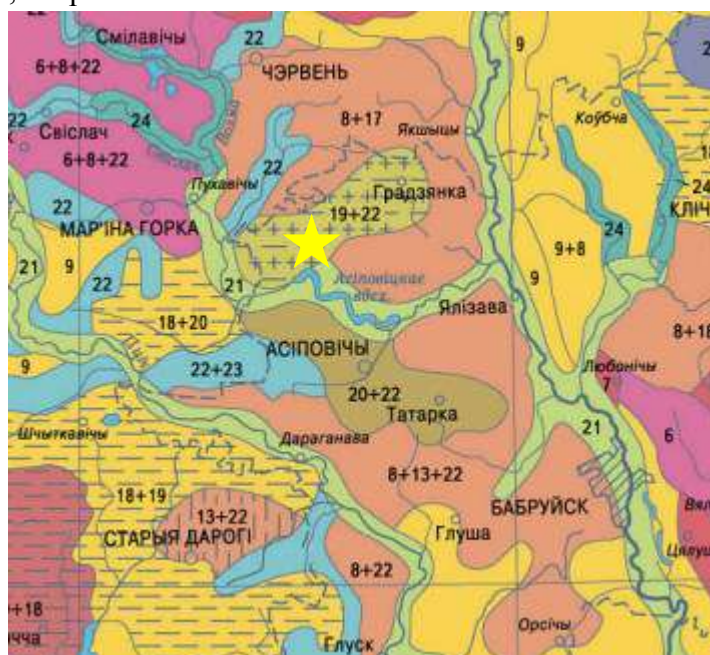 22
Смілавічы
22
9
ЧЭРВЕНЬ
6+8+22
24
8+17
Якшыцы
Коўбча
Свіслач
6+8+22
22
Градзянка
24
Пухавічы
КЛІЧ
22
19+22
МАР'ІНА ГОРКА
24
9+8
21
9
22
21
Асіповіцкае
вдсх.
9
18+20
Ялізава
8+18
АСІПОВІЧЫ
9
22+23
Любонічы
7
20+22
Татарка
Шчыткавічы
21
6
Дараганава
8+13+22
18+19
БАБРУЙСК
13+22
Глуша
СТАРЫЯ ДАРОГІ
Цялуш
8+22
+18
Орсічы
Глуск